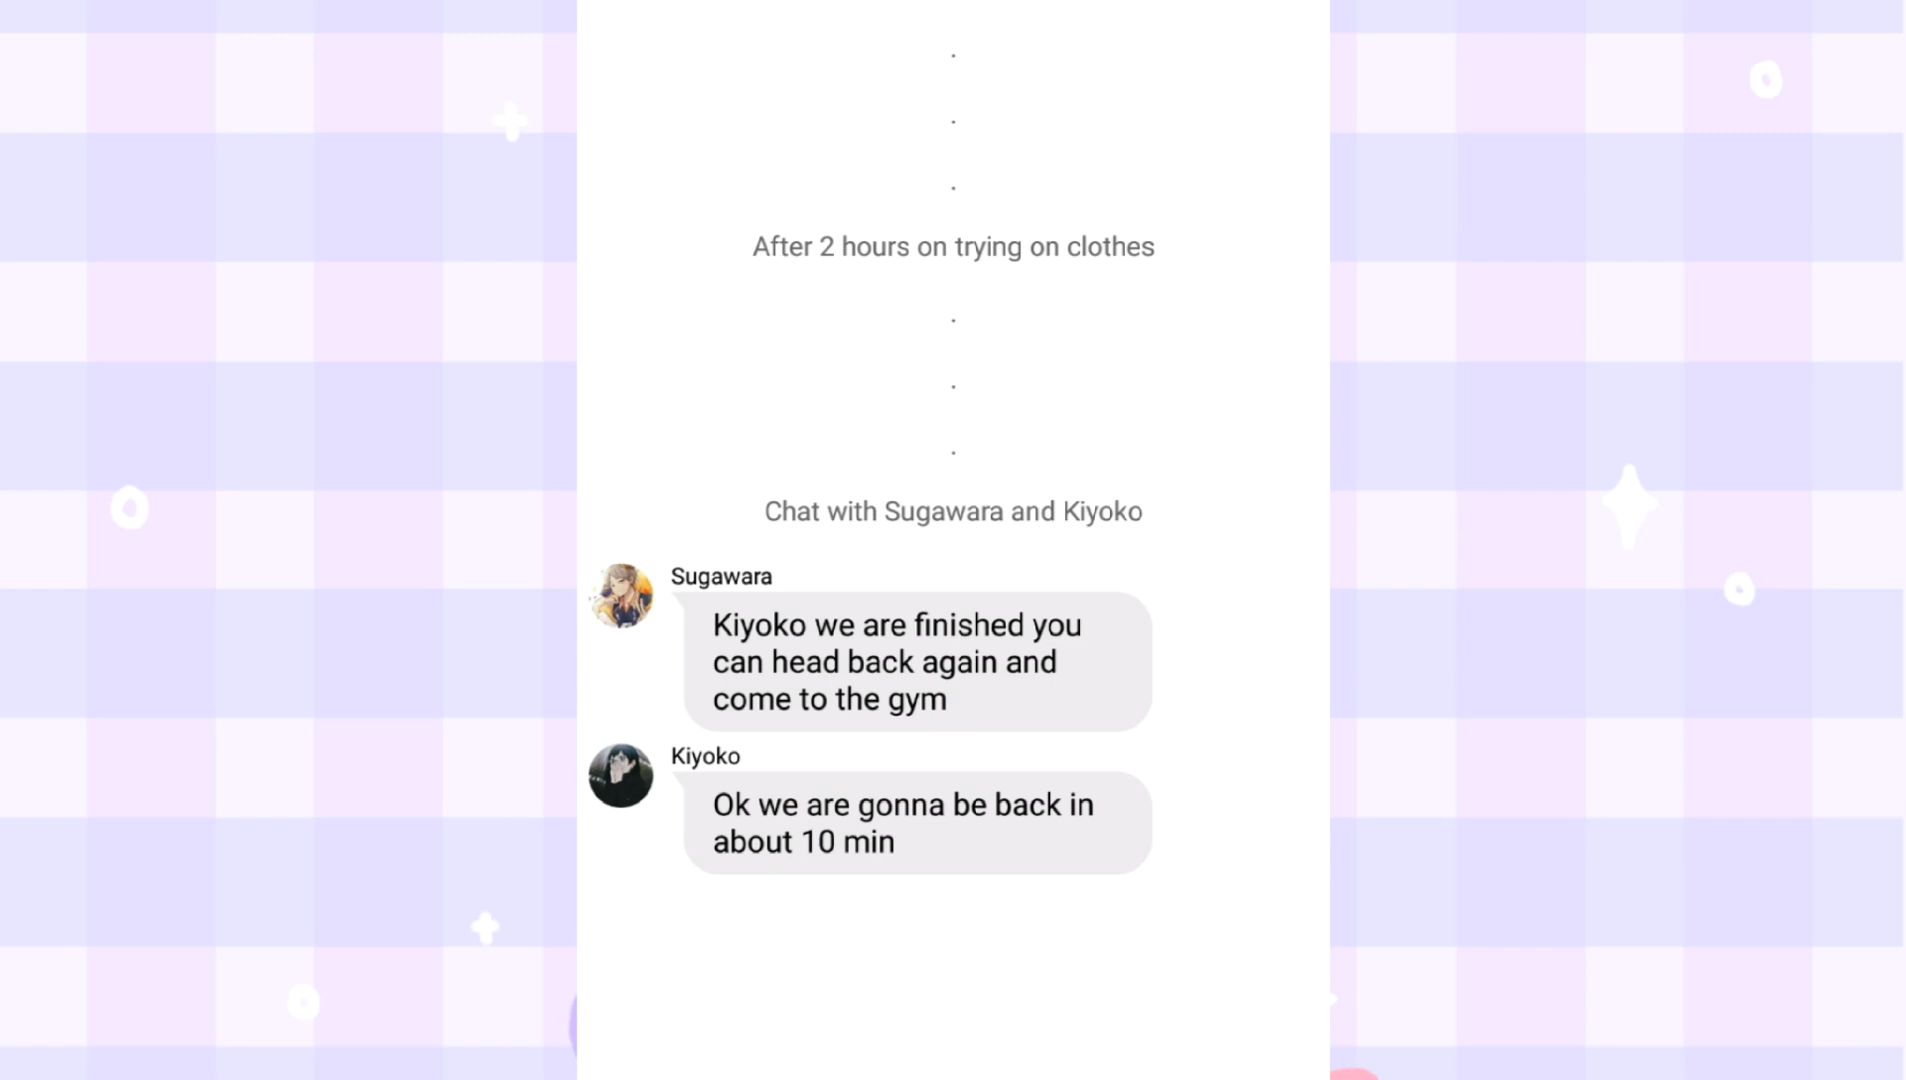 .
.
.
After 2 hours on trying on clothes
.
.
.
Chat with Sugawara and Kiyoko
Sugawara
Kiyoko we are finished you
can head back again and
come to the gym
Kiyoko
Ok we are gonna be back in
about 10 min